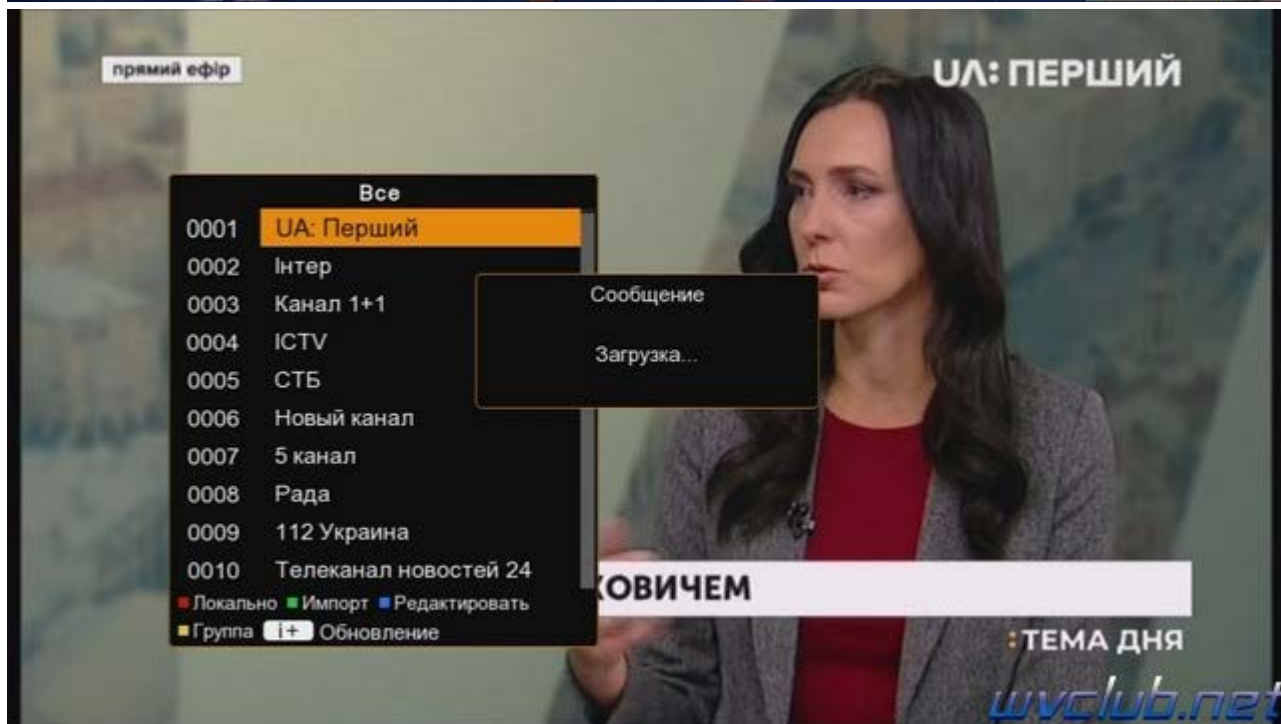 прямий ефір
UΛ: ПЕРШИЙ
Все
0001 UA: Перший
0002 Інтер
0003 Канал 1+1
0004 ICTV
0005 СТБ
0006 Новый канал
0007 5 канал
0008 Рада
0009 112 Украина
0010 Телеканал новостей 24
Локально Импорт Редактировать
Группа i+ Обновление
Сообщение
Загрузка...
КОВИЧЕМ
:ТЕМА ДНЯ
wvclub.net